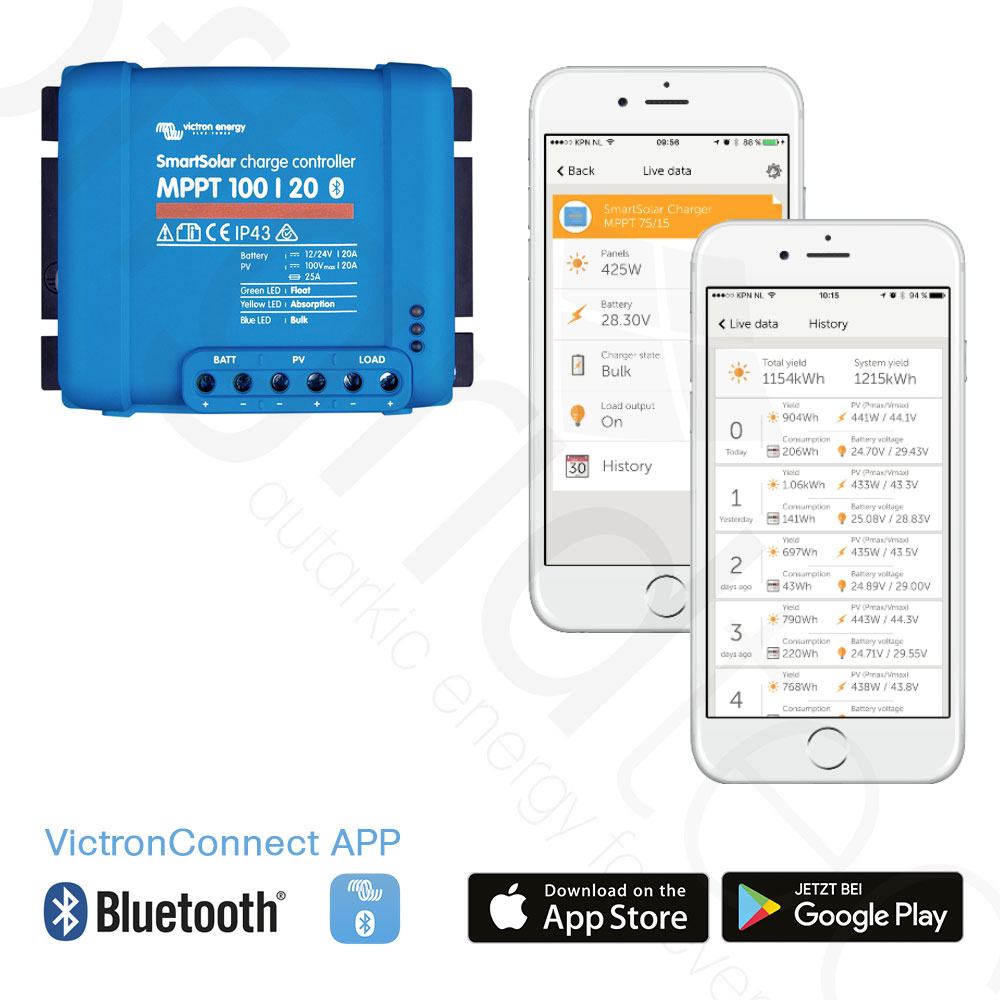 victron energy
BLUE POWER
SmartSolar charge controller
MPPT 100 | 20
CE IP43
Battery 12/24V | 20A
PV 100Vmax | 20A
25A
Green LED : Float
Yellow LED : Absorption
Blue LED : Bulk
BATT | PV | LOAD
+ − − + − +
KPN NL 09:56 88 %
Back Live data
SmartSolar Charger
MPPT 75/15
Panels
425W
Battery
28.30V
Charger state
Bulk
Load output
On
30 History
KPN NL 10:15 94 %
Live data History
Total yield System yield
1154kWh 1215kWh
0
Today
Yield PV (Pmax/Vmax)
904Wh 441W / 44.1V
Consumption Battery voltage
206Wh 24.70V / 29.43V
1
Yesterday
Yield PV (Pmax/Vmax)
1.06kWh 433W / 43.3V
Consumption Battery voltage
141Wh 25.08V / 28.83V
2
days ago
Yield PV (Pmax/Vmax)
697Wh 435W / 43.5V
Consumption Battery voltage
43Wh 24.89V / 29.00V
3
days ago
Yield PV (Pmax/Vmax)
790Wh 443W / 44.3V
Consumption Battery voltage
220Wh 24.71V / 29.55V
4
Yield PV (Pmax/Vmax)
768Wh 438W / 43.8V
Consumption Battery voltage
autarkic energy
VictronConnect APP
Bluetooth®
Download on the
App Store
JETZT BEI
Google Play